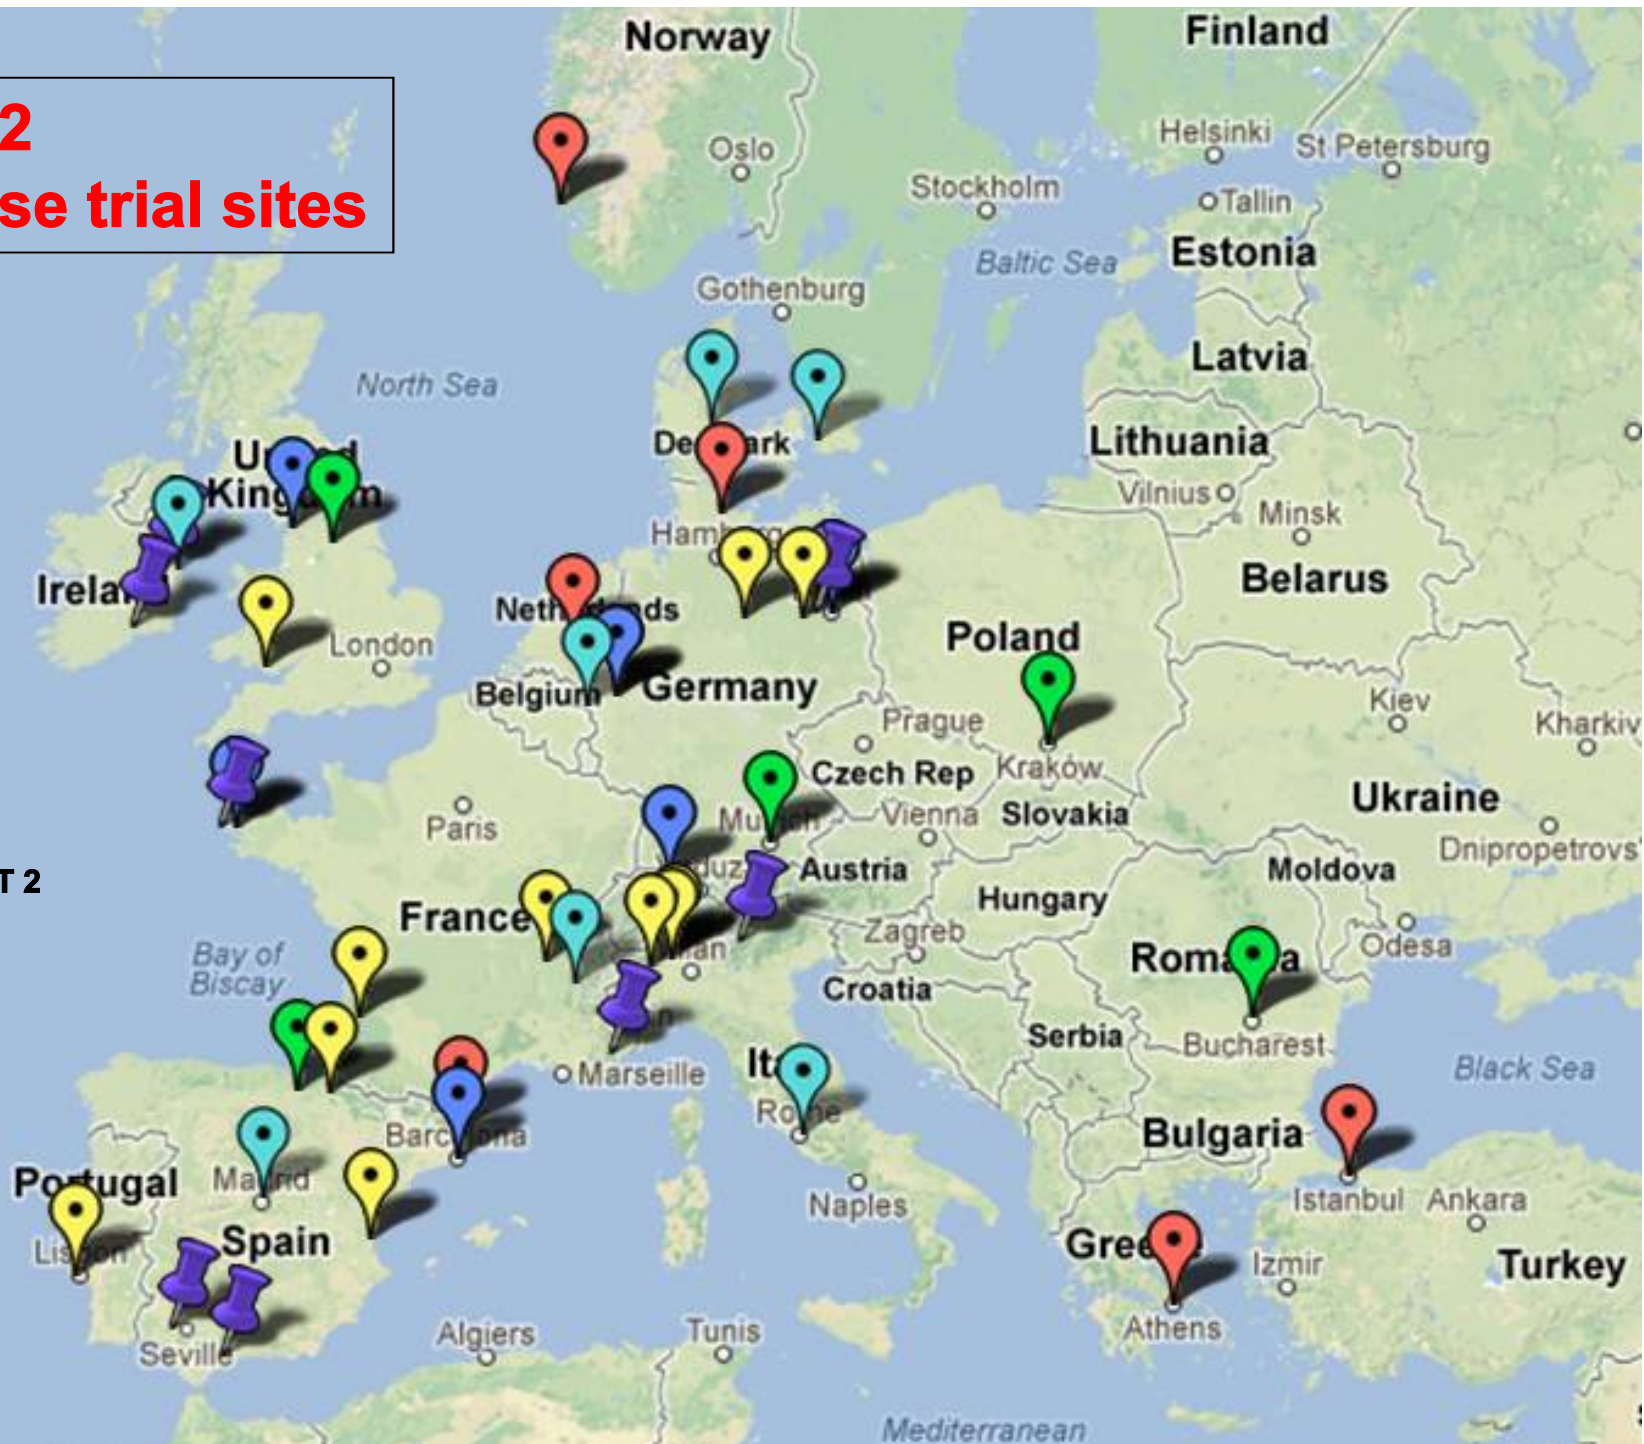 Norway
Finland
2
se trial sites
Helsinki
St Petersburg
Oslo
Stockholm
Tallin
Estonia
Baltic Sea
Gothenburg
Latvia
North Sea
Lithuania
Vilnius
Minsk
Belarus
London
Poland
Belgium
Germany
Kiev
Prague
Kharkiv
Czech Rep
Kraków
Paris
Vienna
Slovakia
Ukraine
Dnipropetrovs
T 2
Austria
Moldova
France
Hungary
Zagreb
Odesa
Bay of
Biscay
Croatia
Serbia
Bucharest
Marseille
Black Sea
Bulgaria
Naples
Istanbul
Ankara
Spain
Izmir
Turkey
Algiers
Tunis
Athens
Seville
Mediterranean